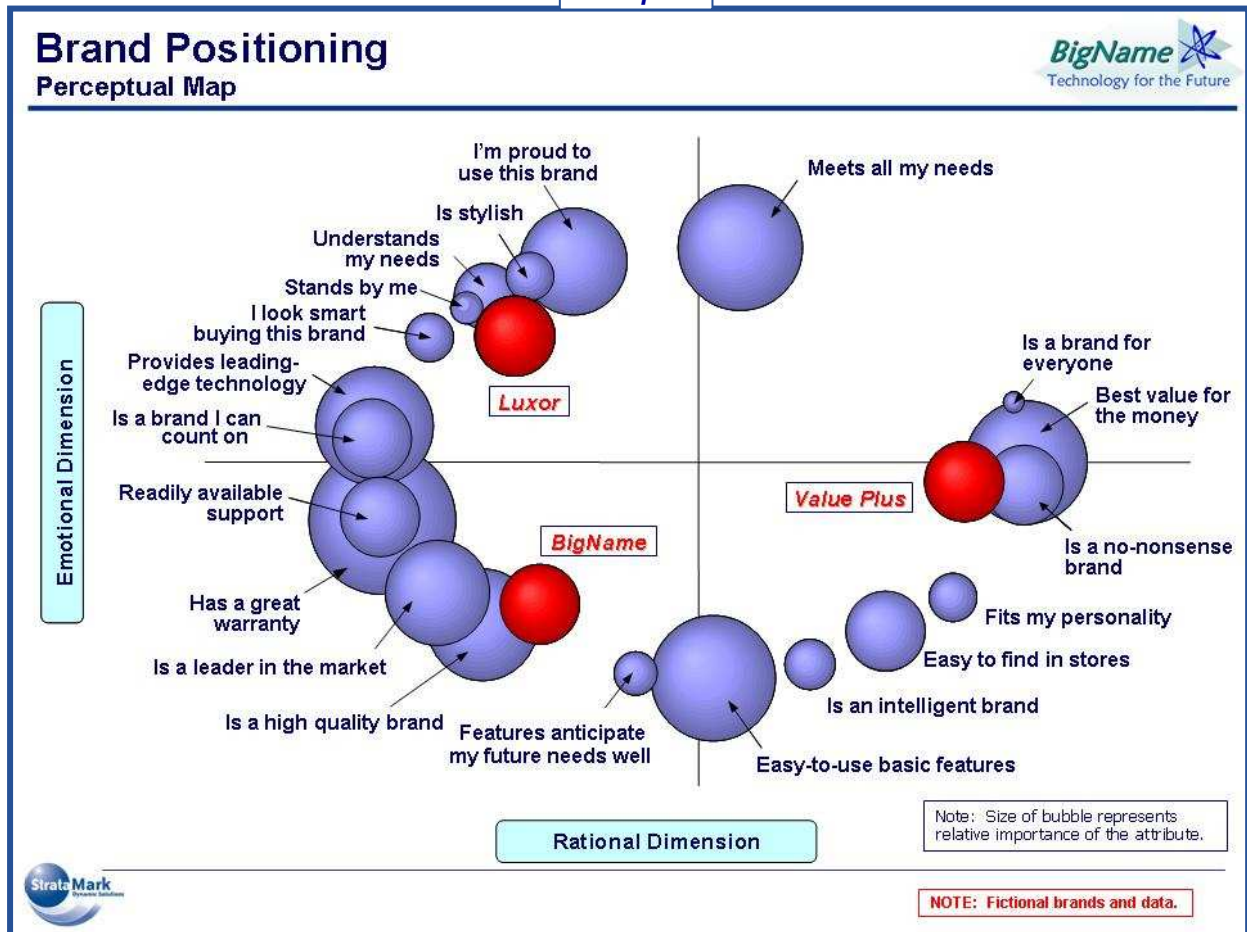 Brand Positioning
Perceptual Map
BigName
Technology for the Future
I'm proud to
use this brand
Meets all my needs
Is stylish
Understands
my needs
Stands by me
I look smart
buying this brand
Is a brand for
everyone
Provides leading-
edge technology
Best value for
the money
Luxor
Is a brand I can
count on
Emotional Dimension
Readily available
support
Value Plus
BigName
Is a no-nonsense
brand
Has a great
warranty
Fits my personality
Is a leader in the market
Easy to find in stores
Is an intelligent brand
Is a high quality brand
Features anticipate
my future needs well
Easy-to-use basic features
Note: Size of bubble represents
relative importance of the attribute.
Rational Dimension
StrataMark
Dynamic Solutions
NOTE: Fictional brands and data.